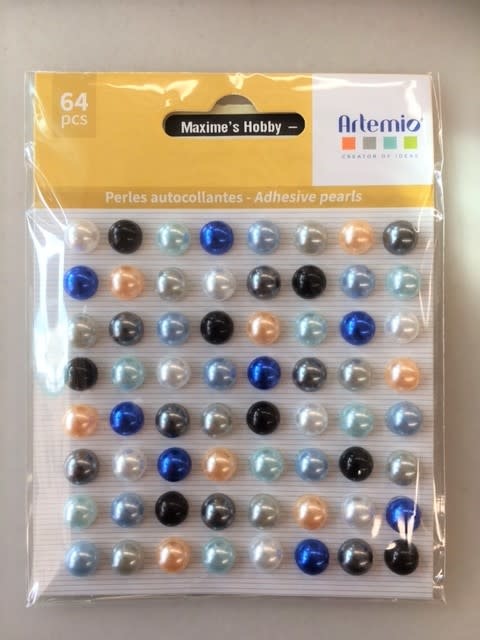 64
pcs
Maxime's Hobby —
Artemio
CREATOR OF IDEAS
Perles autocollantes - Adhesive pearls